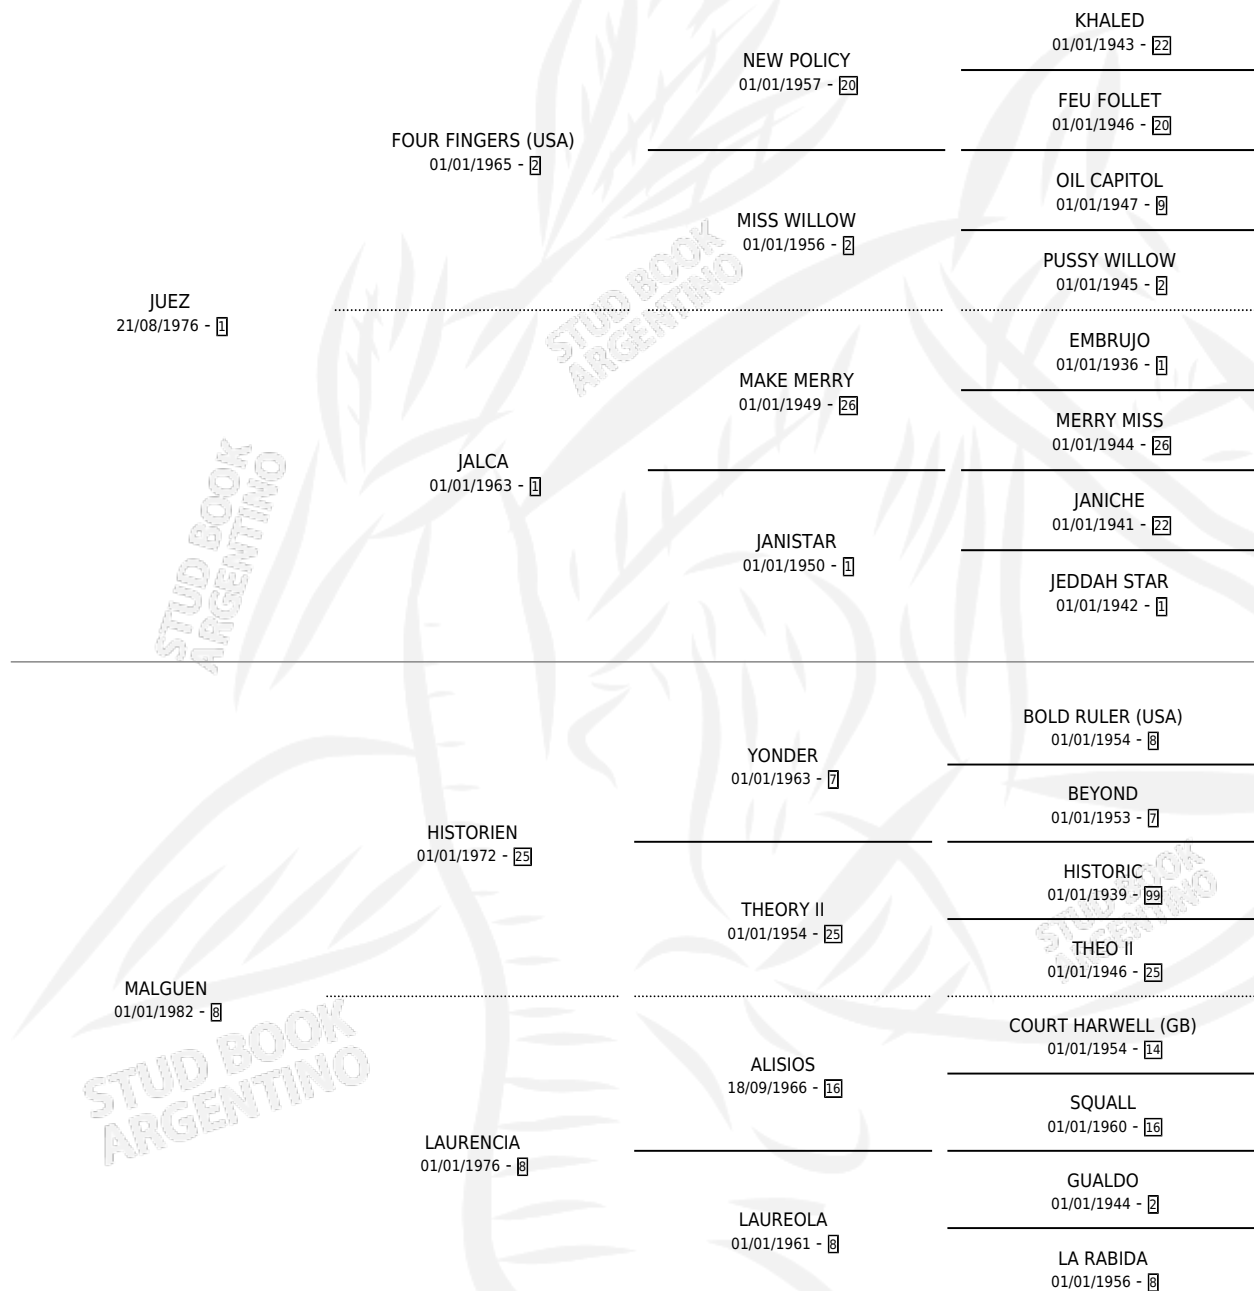 KHALED
01/01/1943 - 22
NEW POLICY
01/01/1957 - 20
FEU FOLLET
01/01/1946 - 20
FOUR FINGERS (USA)
01/01/1965 - 2
OIL CAPITOL
01/01/1947 - 9
MISS WILLOW
01/01/1956 - 2
PUSSY WILLOW
01/01/1945 - 2
JUEZ
21/08/1976 - 1
EMBRUJO
01/01/1936 - 1
MAKE MERRY
01/01/1949 - 26
MERRY MISS
01/01/1944 - 26
JALCA
01/01/1963 - 1
JANICHE
01/01/1941 - 22
JANISTAR
01/01/1950 - 1
JEDDAH STAR
01/01/1942 - 1
BOLD RULER (USA)
01/01/1954 - 8
YONDER
01/01/1963 - 7
BEYOND
01/01/1953 - 7
HISTORIEN
01/01/1972 - 25
HISTORIC
01/01/1939 - 99
THEORY II
01/01/1954 - 25
THEO II
01/01/1946 - 25
MALGUEN
01/01/1982 - 8
COURT HARWELL (GB)
01/01/1954 - 14
ALISIOS
18/09/1966 - 16
SQUALL
01/01/1960 - 16
LAURENCIA
01/01/1976 - 8
GUALDO
01/01/1944 - 2
LAUREOLA
01/01/1961 - 8
LA RABIDA
01/01/1956 - 8
STUD BOOK
ARGENTINO
STUD BOOK
ARGENTINO
STUD BOOK
ARGENTINO
STUD BOOK
ARGENTINO